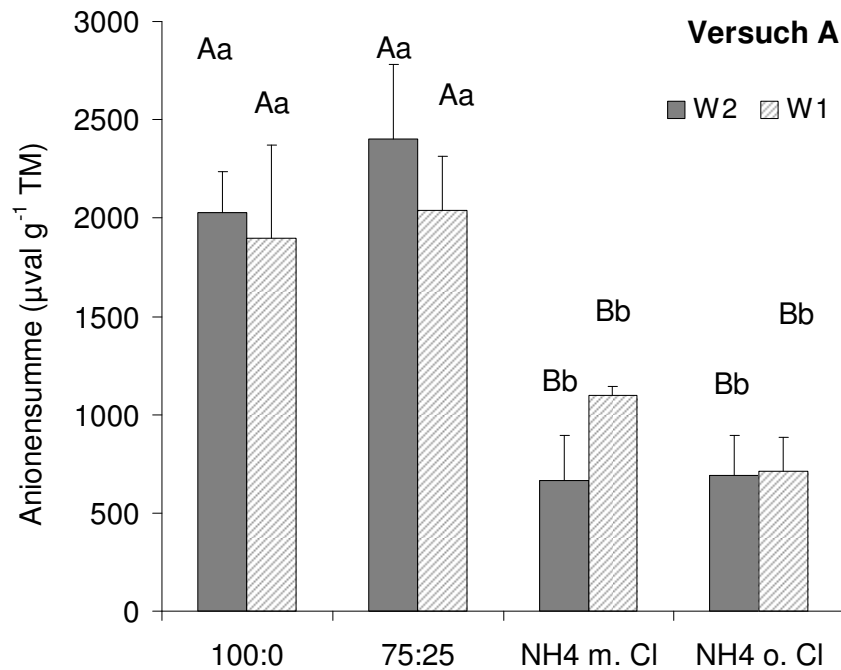 Versuch A
W2 W1
Anionensumme (µval g⁻¹ TM)
3000
2500
2000
1500
1000
500
0
Aa
Aa
Aa
Aa
Bb
Bb
Bb
Bb
100:0 75:25 NH4 m. Cl NH4 o. Cl